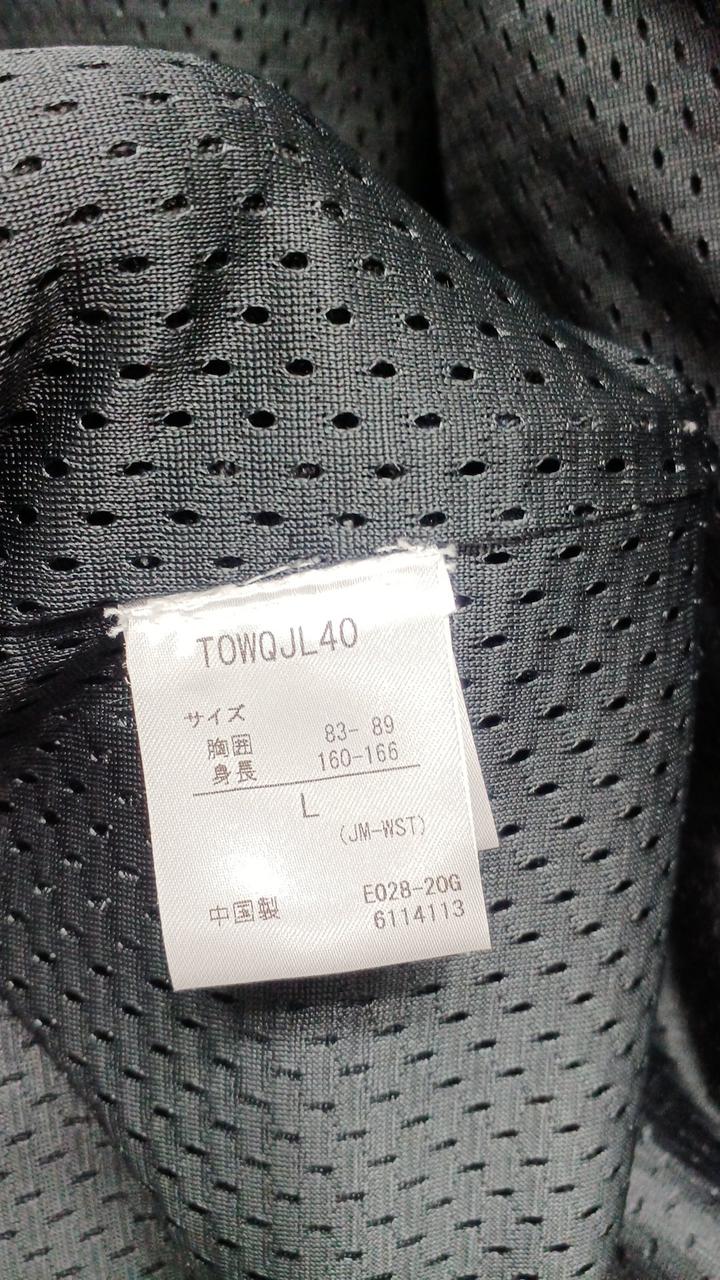 TOWQJL40
サイズ
胸囲 83- 89
身長 160-166
L
(JM-WST)
E028-20G
中国製 6114113